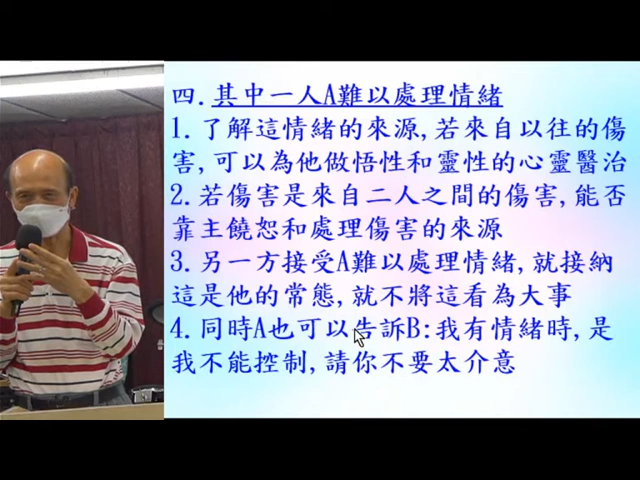 四.其中一人A難以處理情緒
1.了解這情緒的來源,若來自以往的傷
害,可以為他做悟性和靈性的心靈醫治
2.若傷害是來自二人之間的傷害,能否
靠主饒恕和處理傷害的來源
3.另一方接受A難以處理情緒,就接納
這是他的常態,就不將這看為大事
4.同時A也可以告訴B:我有情緒時,是
我不能控制,請你不要太介意